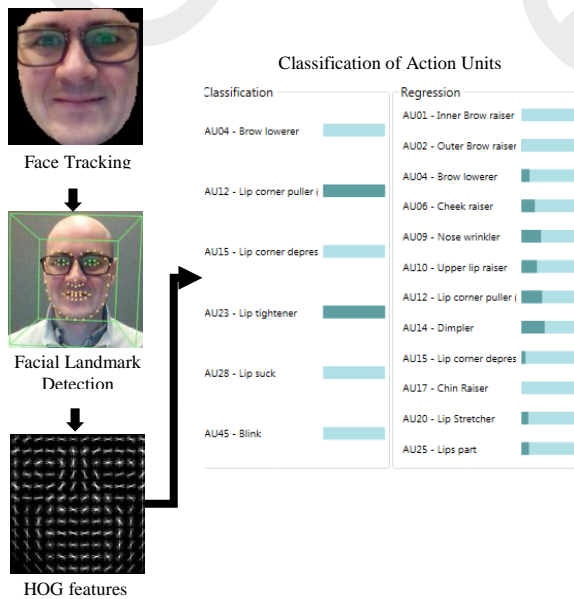 Face Tracking
Facial Landmark
Detection
HOG features
Classification of Action Units
Classification
AU04 - Brow lowerer
AU12 - Lip corner puller (
AU15 - Lip corner depres
AU23 - Lip tightener
AU28 - Lip suck
AU45 - Blink
Regression
AU01 - Inner Brow raiser
AU02 - Outer Brow raiser
AU04 - Brow lowerer
AU06 - Cheek raiser
AU09 - Nose wrinkler
AU10 - Upper lip raiser
AU12 - Lip corner puller (
AU14 - Dimpler
AU15 - Lip corner depres
AU17 - Chin Raiser
AU20 - Lip Stretcher
AU25 - Lips part